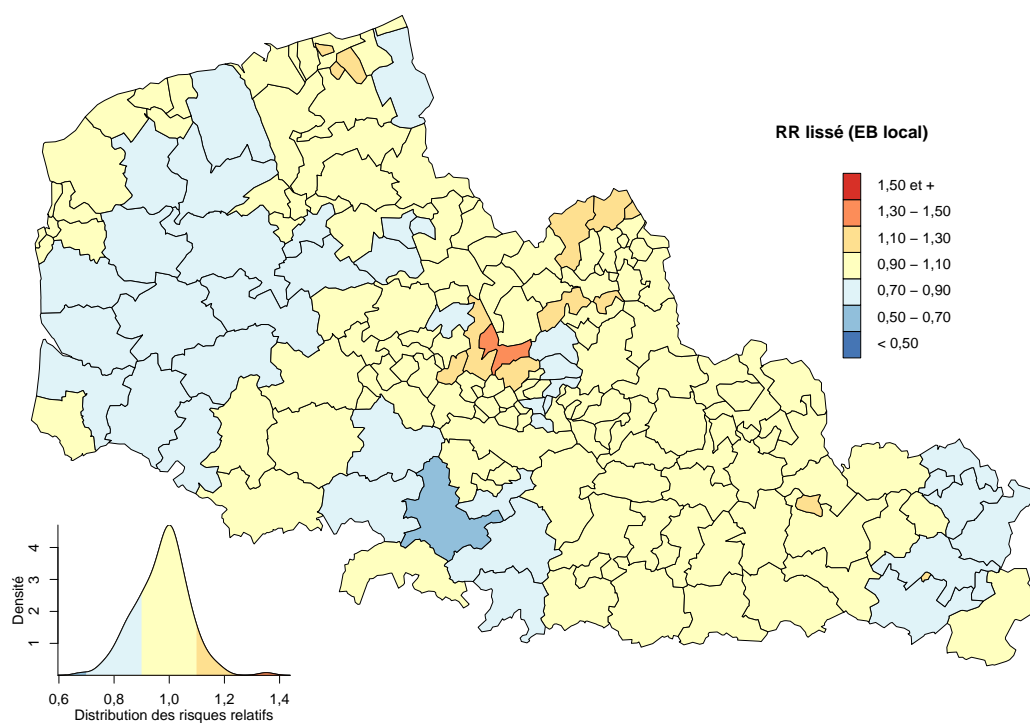 RR lissé (EB local)
1,50 et +
1,30 − 1,50
1,10 − 1,30
0,90 − 1,10
0,70 − 0,90
0,50 − 0,70
< 0,50
4
3
2
1
Densité
0,6 0,8 1,0 1,2 1,4
Distribution des risques relatifs